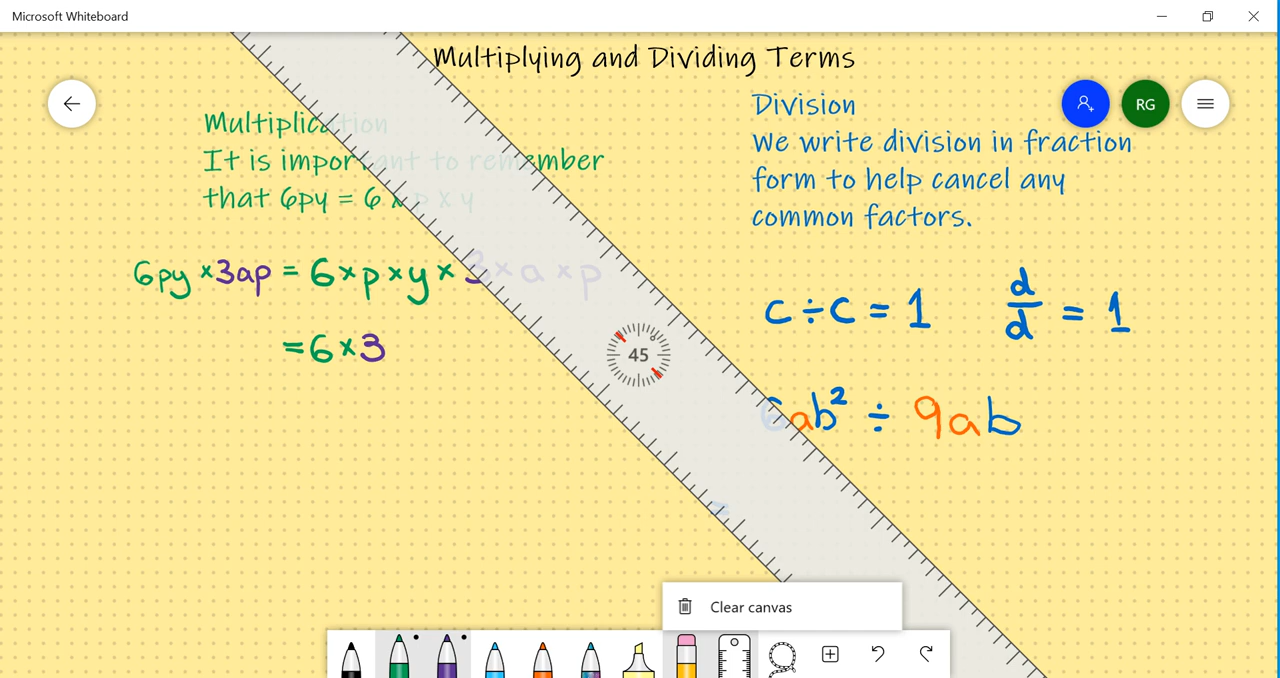 Microsoft Whiteboard
Multiplying and Dividing Terms
RG
Multiplication
It is important to remember
that 6py = 6 x p x y
6py × 3ap = 6 × p × y × 3 × a × p
= 6 × 3
Division
We write division in fraction
form to help cancel any
common factors.
c ÷ c = 1
d/d = 1
6ab² ÷ 9ab
=
45
Clear canvas